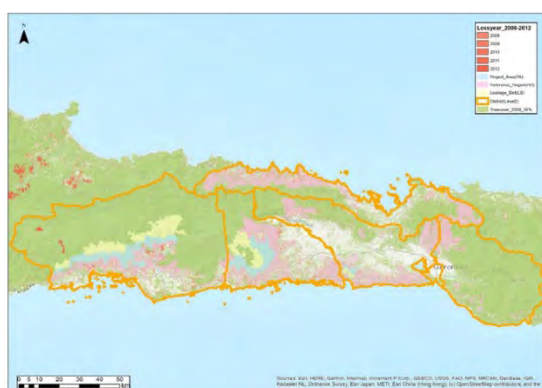 N
Lossyear_2008-2012
2008
2009
2010
2011
2012
Project_Area(PA)
Reference_Region(RR)
Leakage_Belt(LB)
District(Level2)
Treecover_2008_30%
Gorontalo
0 5 10 20 30 40 50
Sources: Esri, HERE, Garmin, Intermap, increment P Corp., GEBCO, USGS, FAO, NPS, NRCAN, GeoBase, IGN,
Kadaster NL, Ordnance Survey, Esri Japan, METI, Esri China (Hong Kong), (c) OpenStreetMap contributors, and the